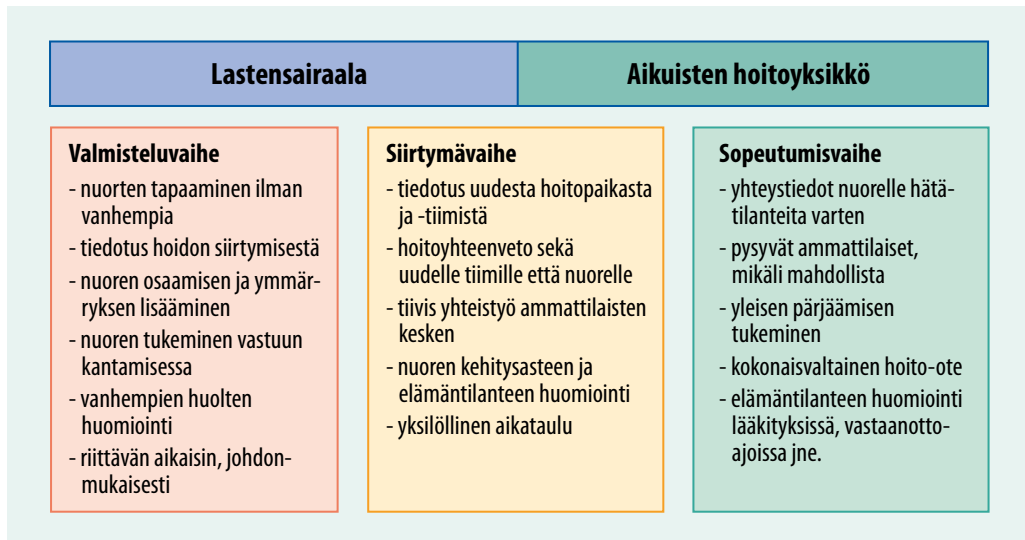 Lastensairaala
Aikuisten hoitoyksikkö
Valmisteluvaihe
- nuorten tapaaminen ilman
vanhempia
- tiedotus hoidon siirtymisestä
- nuoren osaamisen ja ymmär-
ryksen lisääminen
- nuoren tukeminen vastuun
kantamisessa
- vanhempien huolten
huomiointi
- riittävän aikaisin, johdon-
mukaisesti
Siirtymävaihe
- tiedotus uudesta hoitopaikasta
ja -tiimistä
- hoitoyhteenveto sekä
uudelle tiimille että nuorelle
- tiivis yhteistyö ammattilaisten
kesken
- nuoren kehitysasteen ja
elämäntilanteen huomiointi
- yksilöllinen aikataulu
Sopeutumisvaihe
- yhteystiedot nuorelle hätä-
tilanteita varten
- pysyvät ammattilaiset,
mikäli mahdollista
- yleisen pärjäämisen
tukeminen
- kokonaisvaltainen hoito-ote
- elämäntilanteen huomiointi
lääkityksissä, vastaanotto-
ajoissa jne.